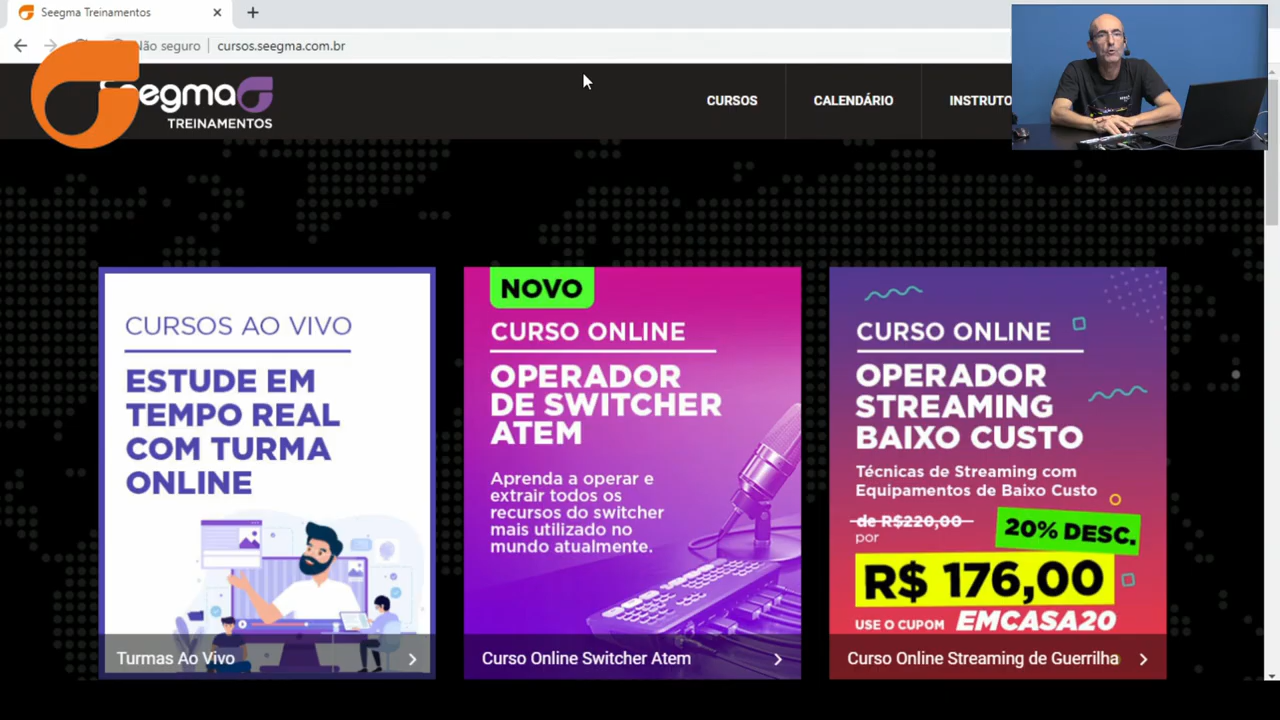 Seegma Treinamentos
Não seguro
cursos.seegma.com.br
Seegma
TREINAMENTOS
CURSOS
CALENDÁRIO
INSTRUTO
CURSOS AO VIVO
ESTUDE EM
TEMPO REAL
COM TURMA
ONLINE
Turmas Ao Vivo
NOVO
CURSO ONLINE
OPERADOR
DE SWITCHER
ATEM
Aprenda a operar e
extrair todos os
recursos do switcher
mais utilizado no
mundo atualmente.
Curso Online Switcher Atem
CURSO ONLINE
OPERADOR
STREAMING
BAIXO CUSTO
Técnicas de Streaming com
Equipamentos de Baixo Custo
de R$220,00
por
20% DESC.
R$ 176,00
USE O CUPOM EMCASA20
Curso Online Streaming de Guerrilha